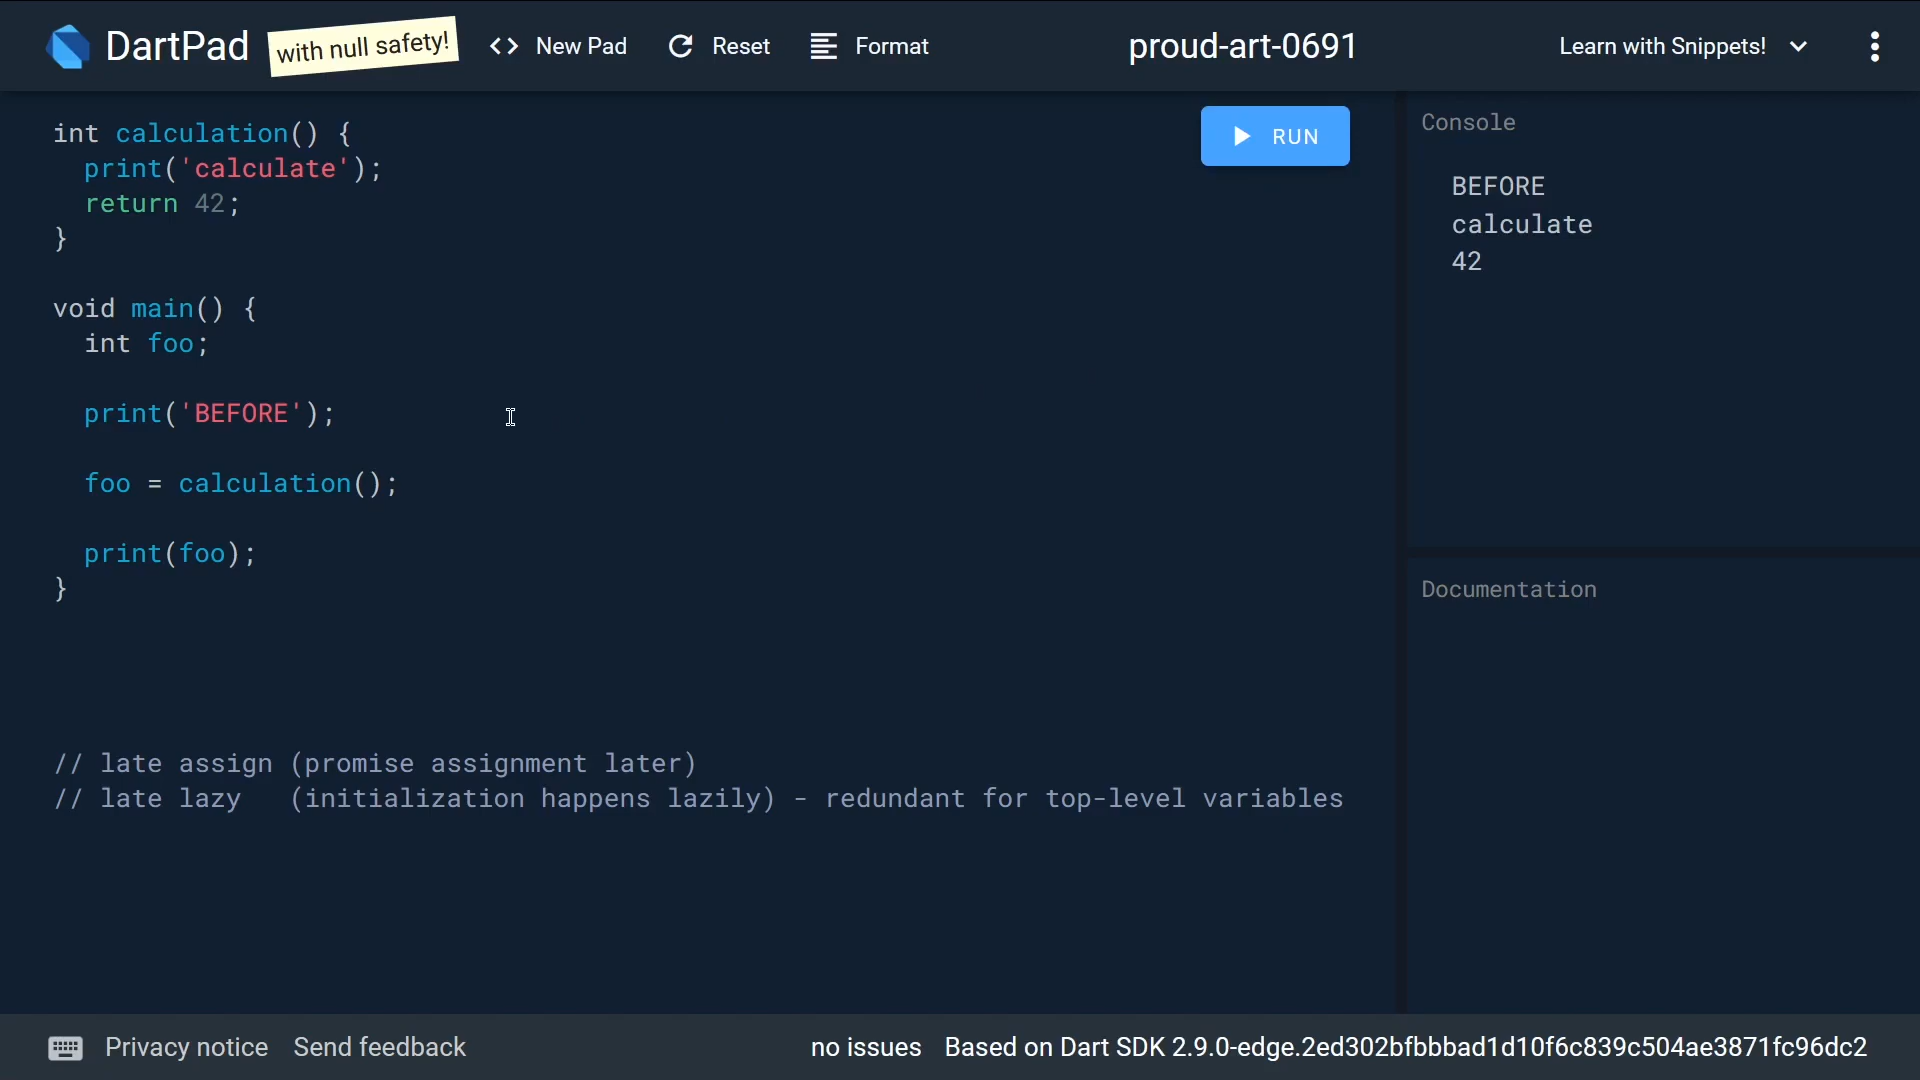 DartPad with null safety! <> New Pad Reset Format proud-art-0691 Learn with Snippets!
int calculation() {
  print('calculate');
  return 42;
}
void main() {
  int foo;
  print('BEFORE');
  foo = calculation();
  print(foo);
}
// late assign (promise assignment later)
// late lazy   (initialization happens lazily) - redundant for top-level variables
RUN
Console
BEFORE
calculate
42
Documentation
Privacy notice Send feedback no issues Based on Dart SDK 2.9.0-edge.2ed302bfbbbad1d10f6c839c504ae3871fc96dc2